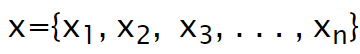 x={x₁, x₂, x₃, . . . , xₙ}